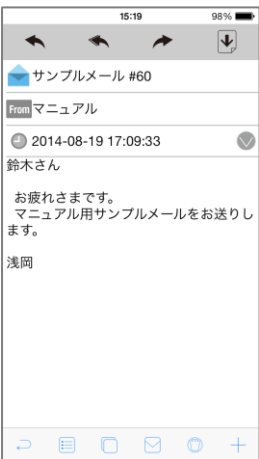 15:19 98%
サンプルメール #60
From マニュアル
2014-08-19 17:09:33
鈴木さん
お疲れさまです。
マニュアル用サンプルメールをお送りし
ます。
浅岡